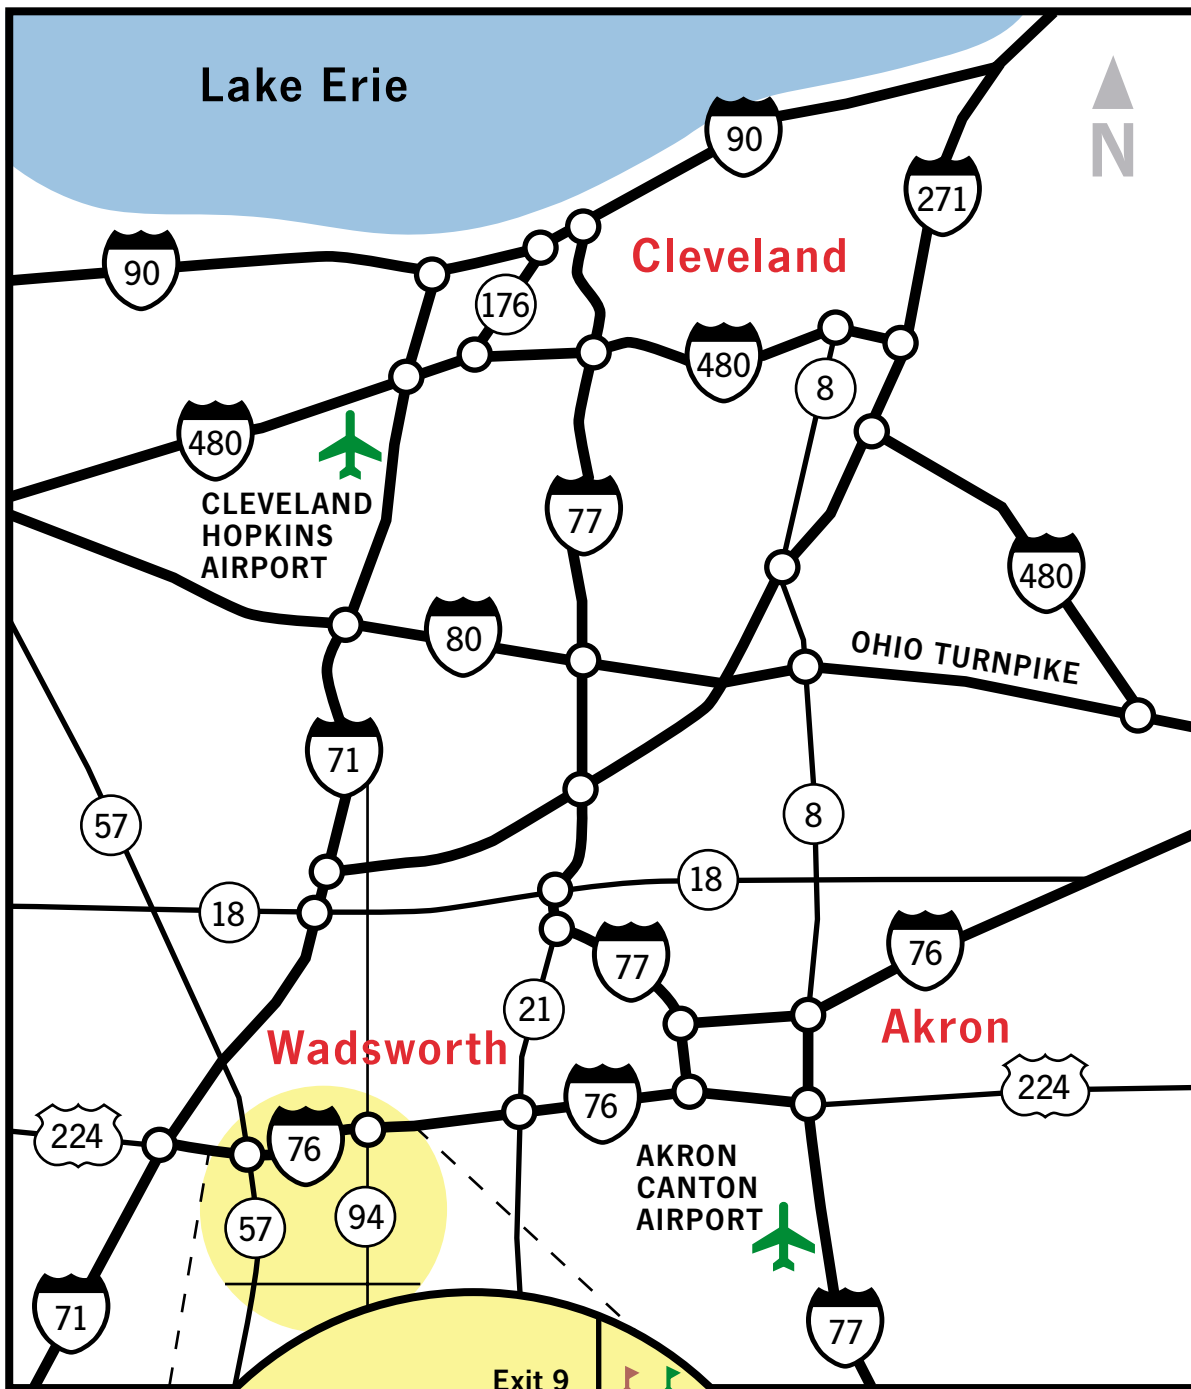 Lake Erie
N
90
271
Cleveland
90
176
480
8
480
CLEVELAND
HOPKINS
AIRPORT
77
480
80
OHIO TURNPIKE
71
57
8
18
18
76
77
21
Akron
Wadsworth
224
76
224
76
AKRON
CANTON
AIRPORT
57
94
71
77
Exit 9